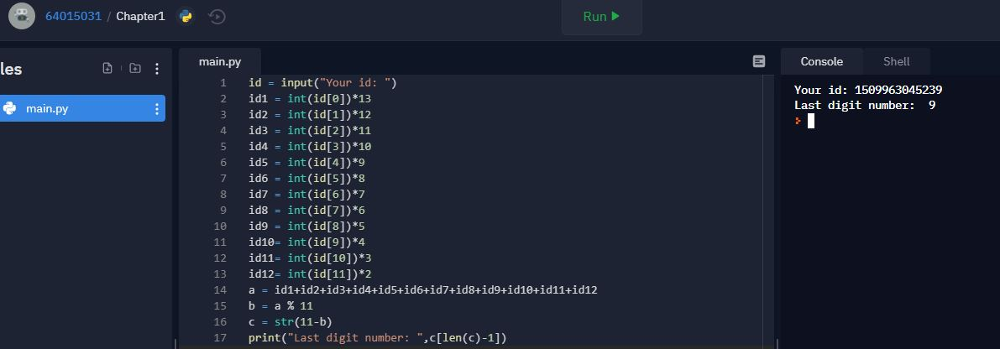 64015031 / Chapter1
Run
les
main.py
main.py
Console
Shell
1 id = input("Your id: ")
2 id1 = int(id[0])*13
3 id2 = int(id[1])*12
4 id3 = int(id[2])*11
5 id4 = int(id[3])*10
6 id5 = int(id[4])*9
7 id6 = int(id[5])*8
8 id7 = int(id[6])*7
9 id8 = int(id[7])*6
10 id9 = int(id[8])*5
11 id10= int(id[9])*4
12 id11= int(id[10])*3
13 id12= int(id[11])*2
14 a = id1+id2+id3+id4+id5+id6+id7+id8+id9+id10+id11+id12
15 b = a % 11
16 c = str(11-b)
17 print("Last digit number: ",c[len(c)-1])
Your id: 1509963045239
Last digit number:  9